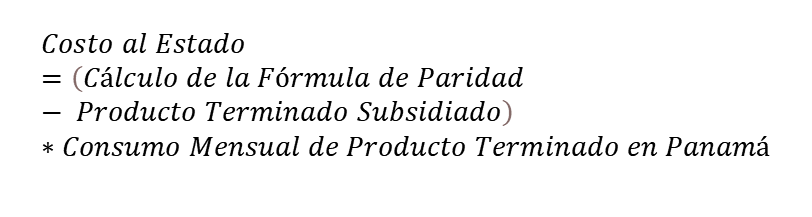 Costo al Estado
= (Cálculo de la Fórmula de Paridad
− Producto Terminado Subsidiado)
* Consumo Mensual de Producto Terminado en Panamá